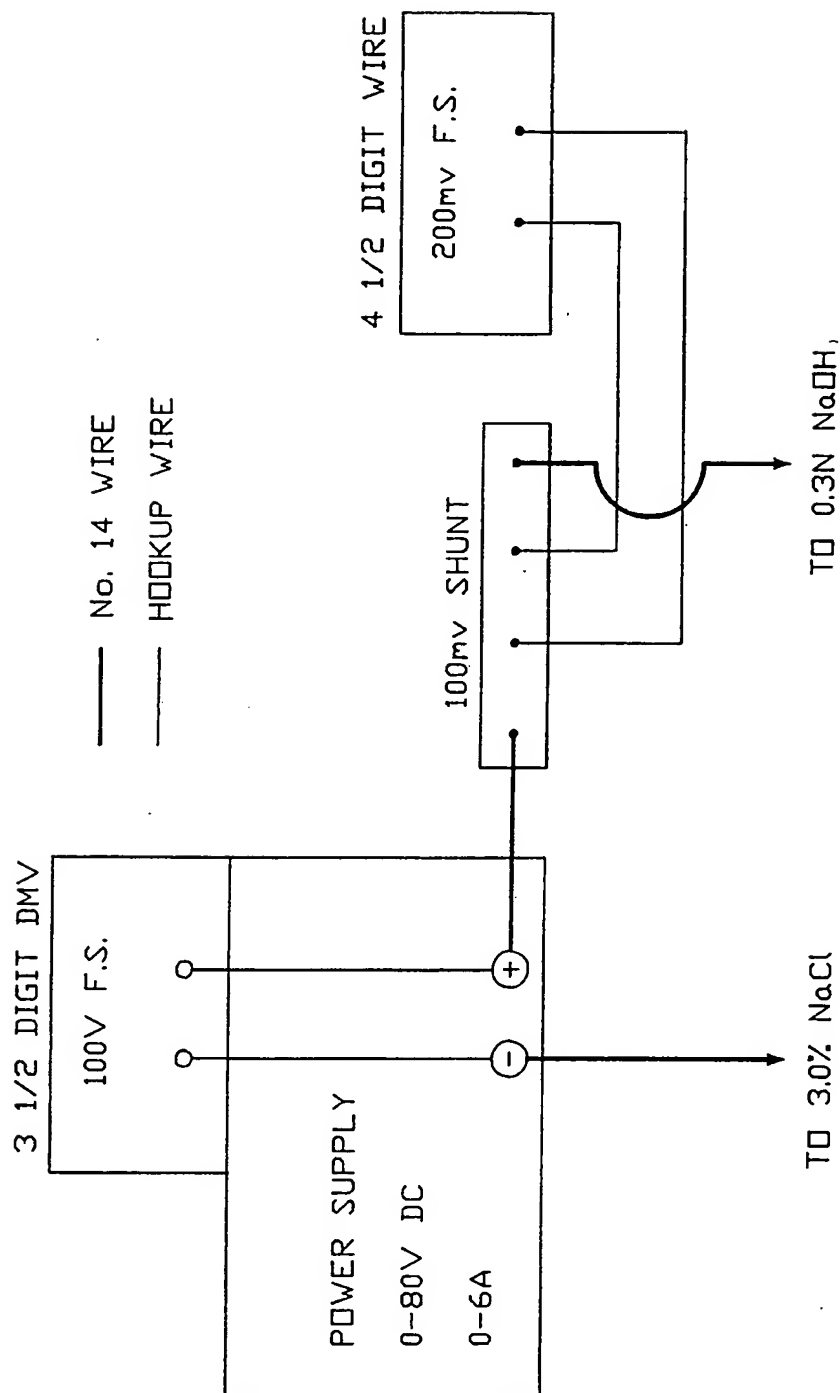 No. 14 WIRE
HOOKUP WIRE
3 1/2 DIGIT DMV
100V F.S.
POWER SUPPLY
0-80V DC
0-6A
-
+
100mv SHUNT
4 1/2 DIGIT WIRE
200mv F.S.
TO 3.0% NaCl
TO 0.3N NaOH,